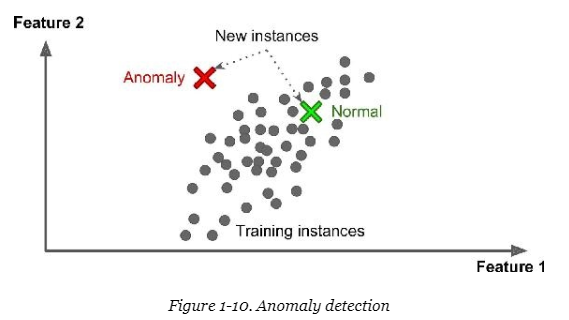 Feature 2
New instances
Anomaly
Normal
Training instances
Feature 1
Figure 1-10. Anomaly detection